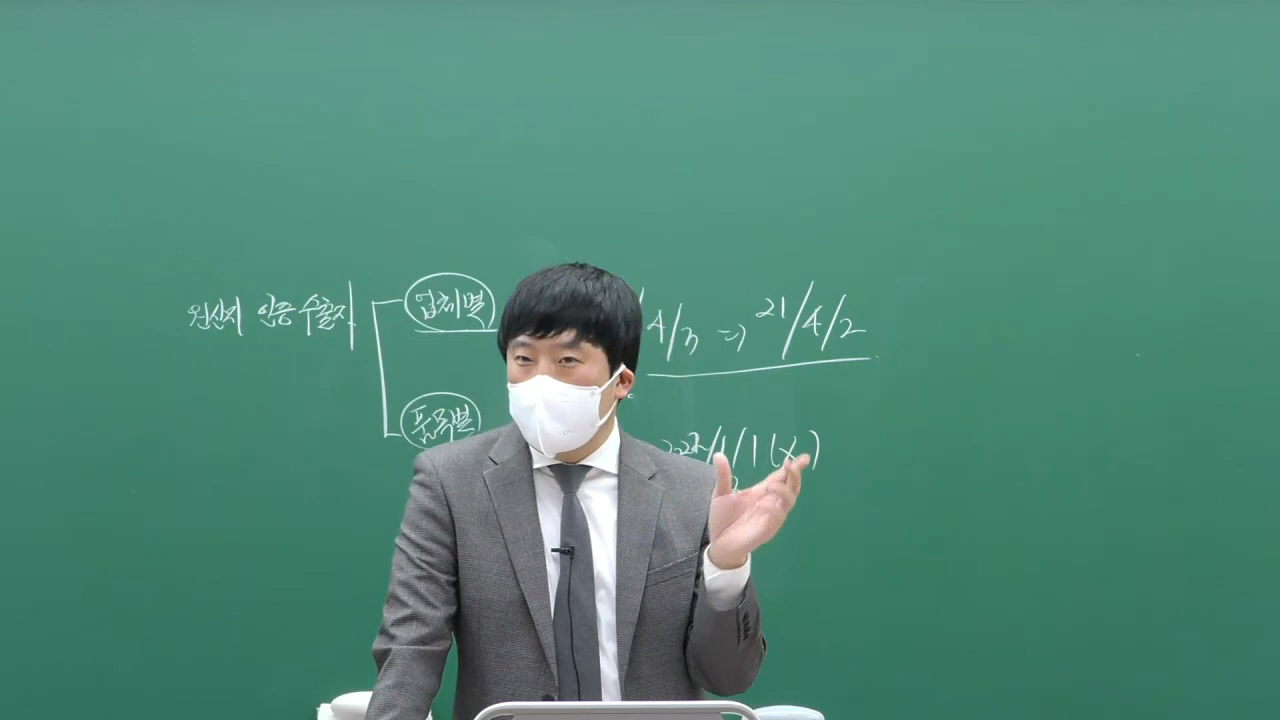 원산지 인증수출자
업체별
4/3 ⇒ 21/4/2
품목별
2022/1/1 (x)